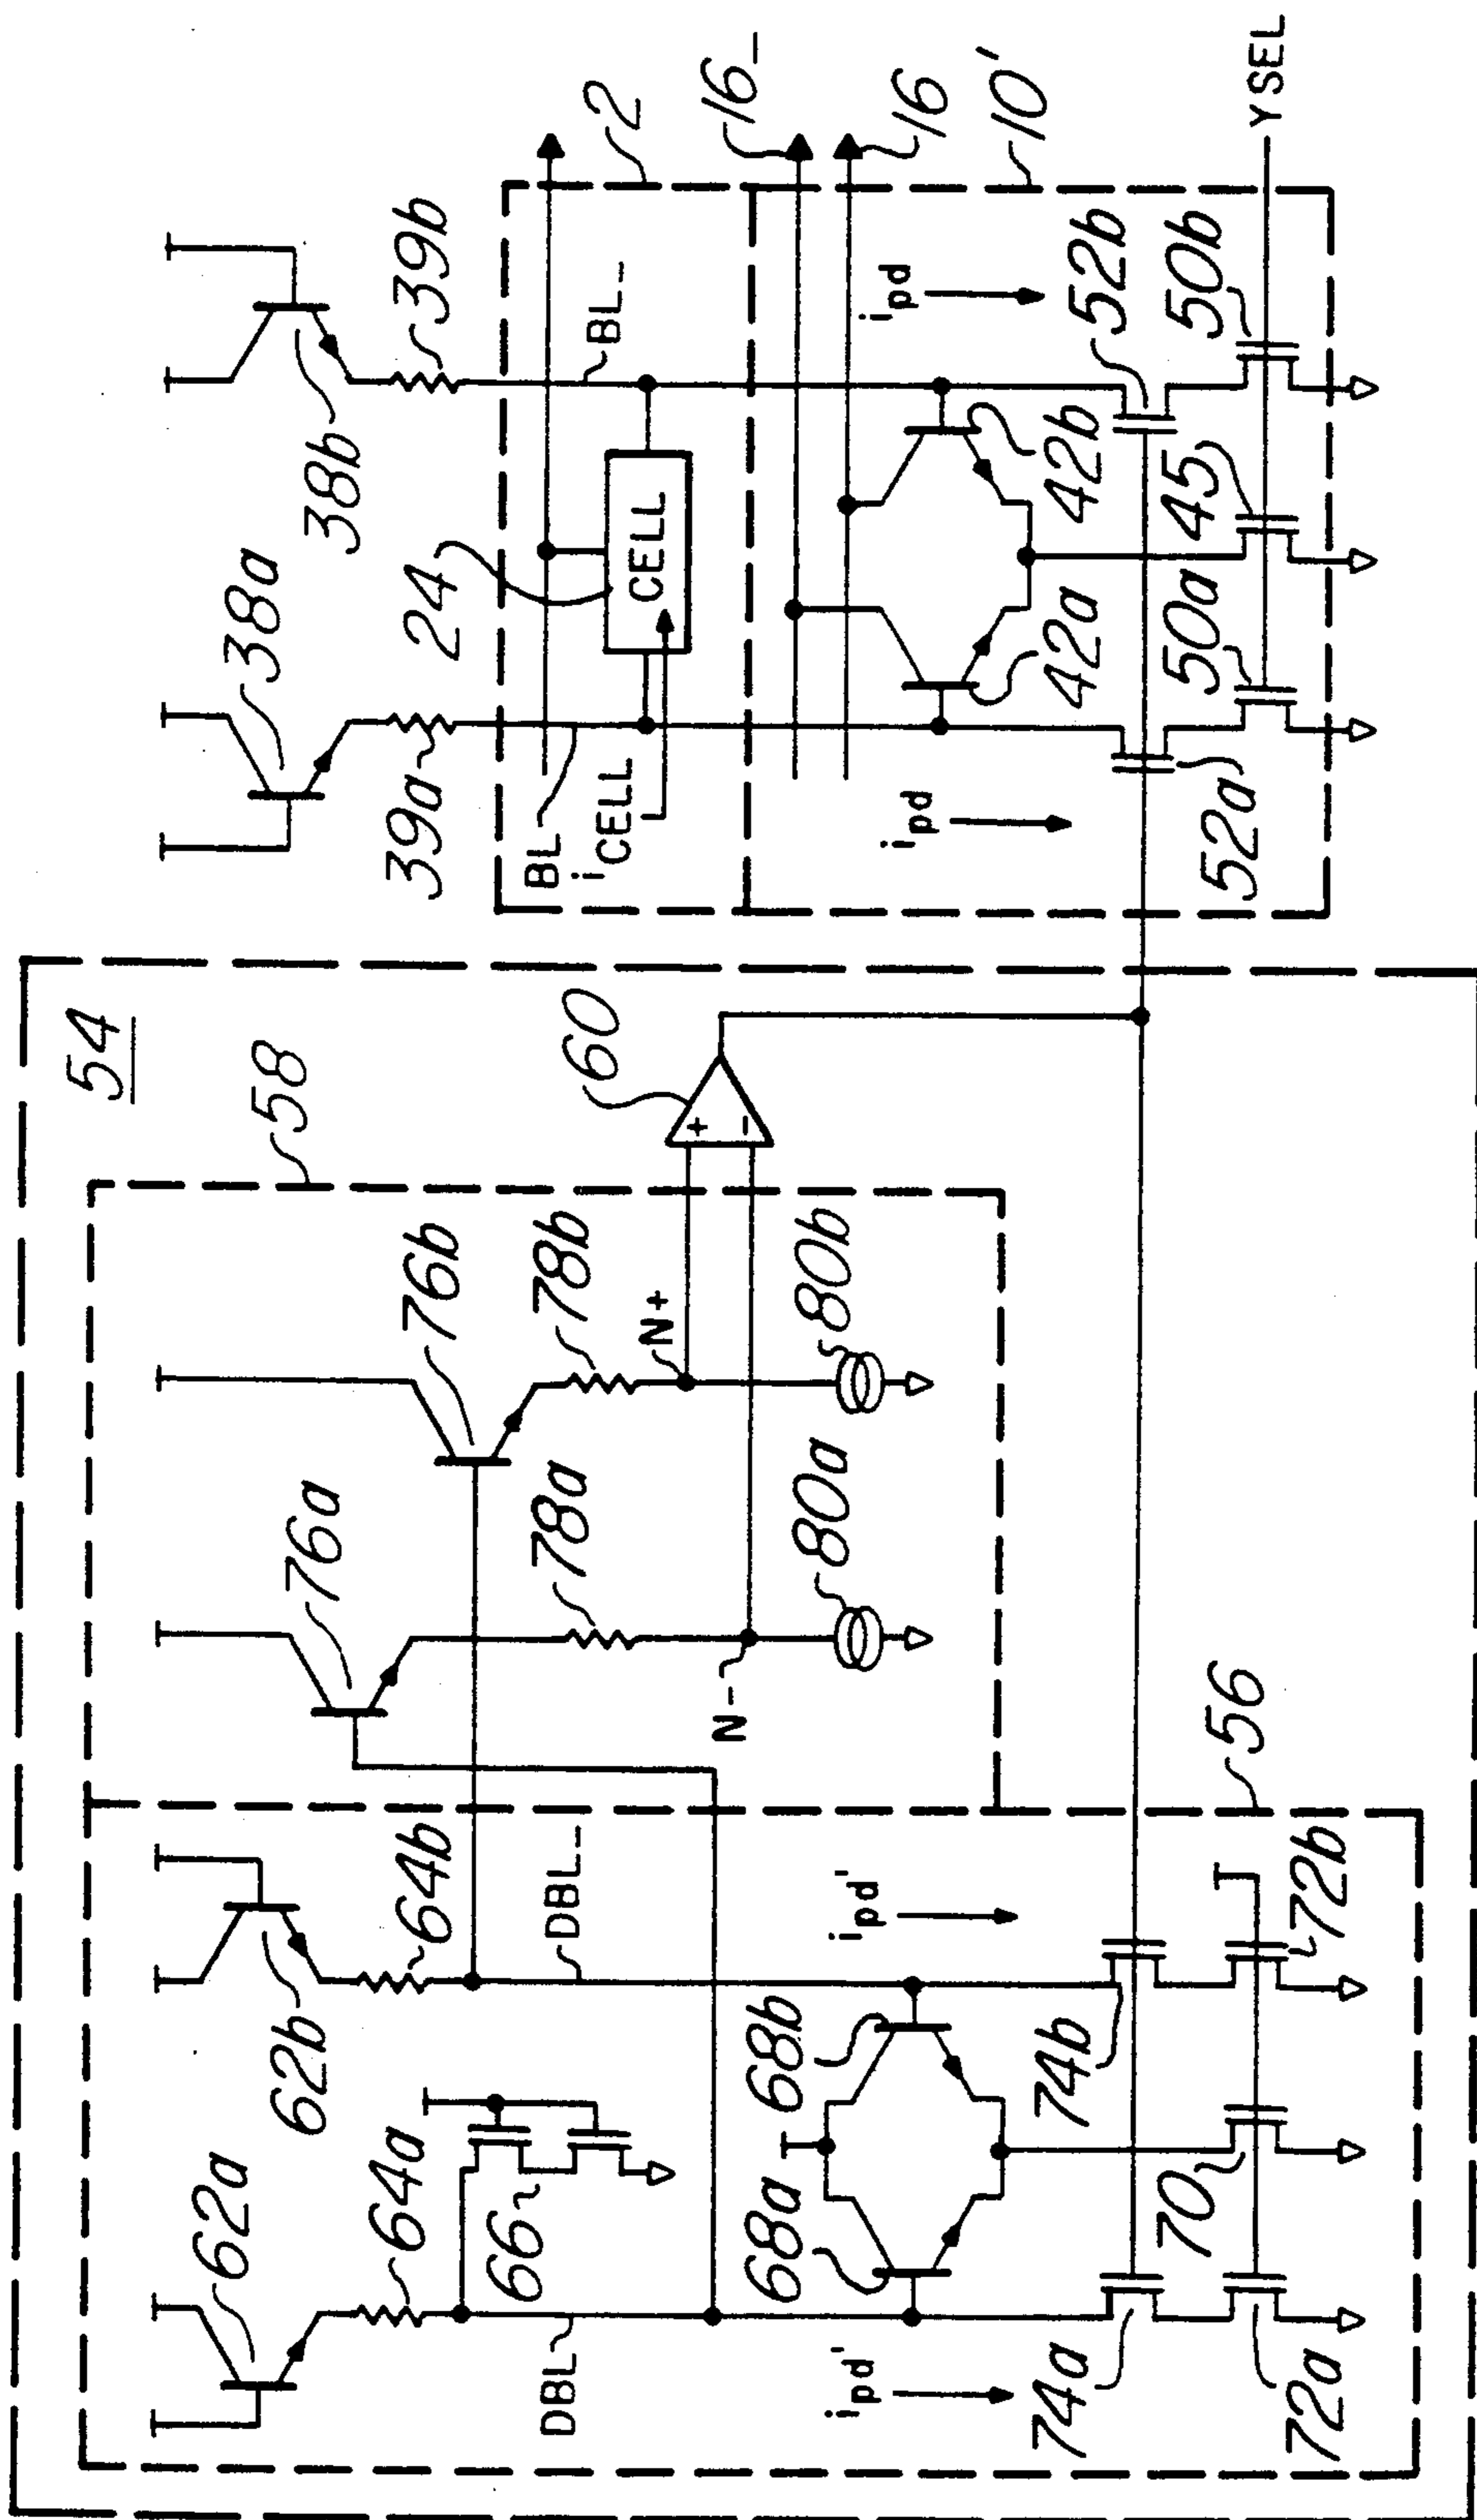 54
58
60
76a
76b
78a
78b
N-
N+
80a
80b
62a
62b
64a
64b
66
DBL
DBL_
68a
68b
ipd'
ipd'
74a
74b
70
72a
72b
56
38a
38b
39a
39b
24
CELL
BL
BL_
iCELL
2
16_
16
10'
ipd
ipd
42a
42b
52a
52b
50a
45
50b
YSEL
+
-